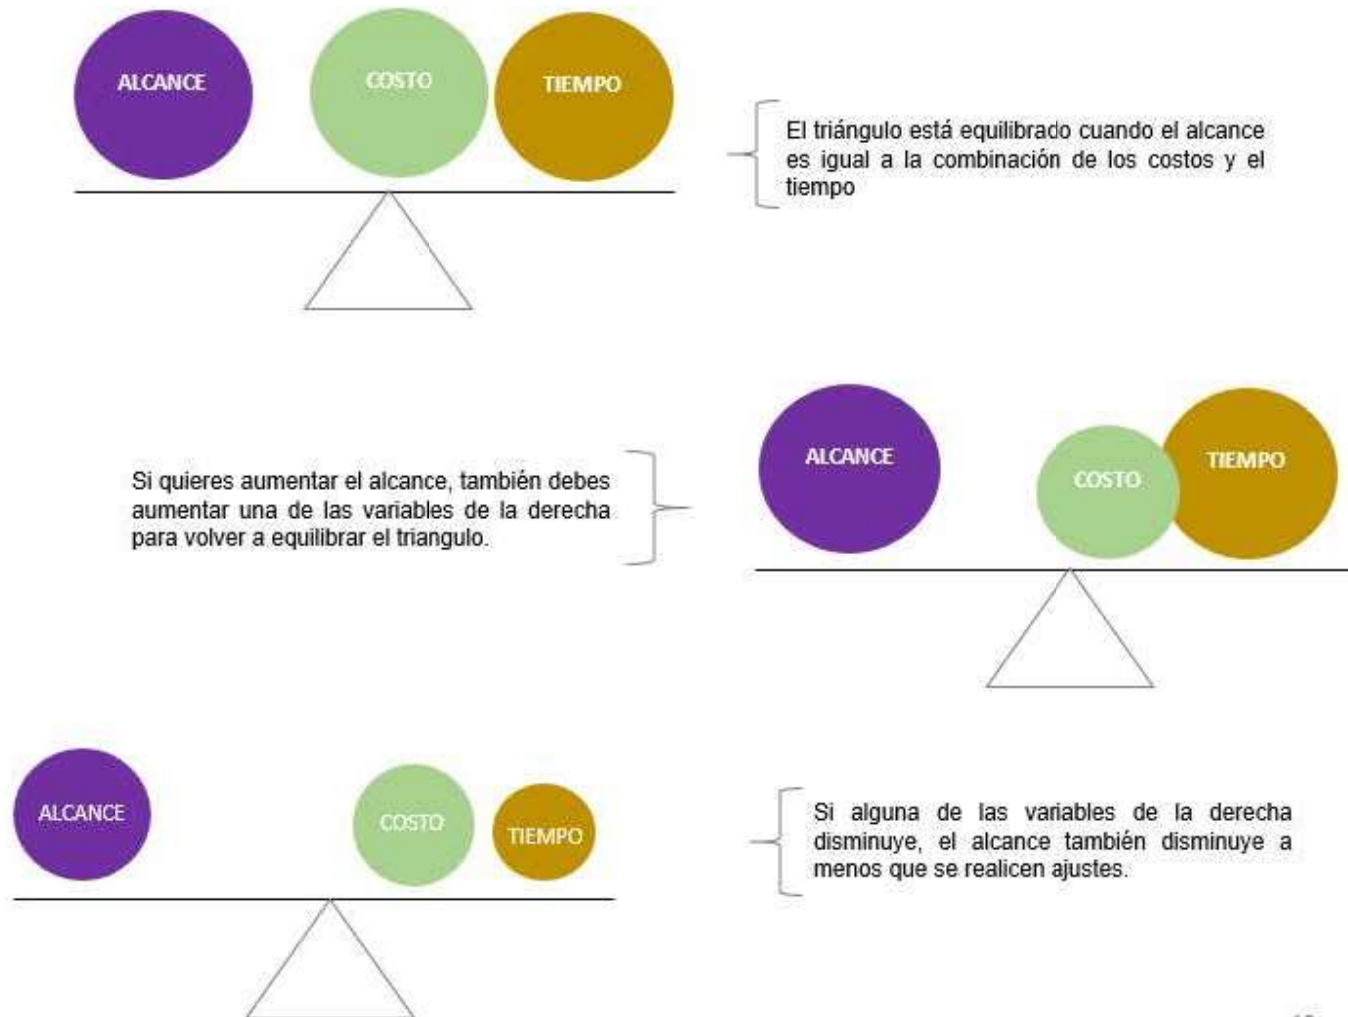 ALCANCE
COSTO
TIEMPO
El triángulo está equilibrado cuando el alcance
es igual a la combinación de los costos y el
tiempo
Si quieres aumentar el alcance, también debes
aumentar una de las variables de la derecha
para volver a equilibrar el triangulo.
ALCANCE
COSTO
TIEMPO
ALCANCE
COSTO
TIEMPO
Si alguna de las variables de la derecha
disminuye, el alcance también disminuye a
menos que se realicen ajustes.